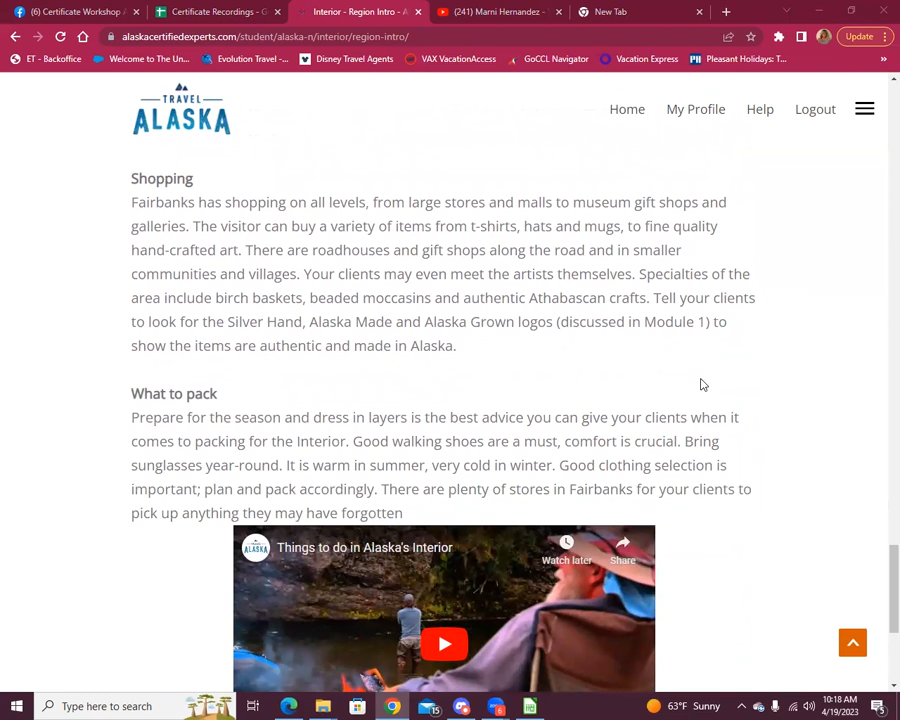 (6) Certificate Workshop A
Certificate Recordings - G
Interior - Region Intro - A
(241) Marni Hernandez -
New Tab
alaskacertifiedexperts.com/student/alaska-n/interior/region-intro/
Update
ET - Backoffice
Welcome to The Un...
Evolution Travel -...
Disney Travel Agents
VAX VacationAccess
GoCCL Navigator
Vacation Express
Pleasant Holidays: T...
TRAVEL
ALASKA
Home
My Profile
Help
Logout
Shopping
Fairbanks has shopping on all levels, from large stores and malls to museum gift shops and
galleries. The visitor can buy a variety of items from t-shirts, hats and mugs, to fine quality
hand-crafted art. There are roadhouses and gift shops along the road and in smaller
communities and villages. Your clients may even meet the artists themselves. Specialties of the
area include birch baskets, beaded moccasins and authentic Athabascan crafts. Tell your clients
to look for the Silver Hand, Alaska Made and Alaska Grown logos (discussed in Module 1) to
show the items are authentic and made in Alaska.
What to pack
Prepare for the season and dress in layers is the best advice you can give your clients when it
comes to packing for the Interior. Good walking shoes are a must, comfort is crucial. Bring
sunglasses year-round. It is warm in summer, very cold in winter. Good clothing selection is
important; plan and pack accordingly. There are plenty of stores in Fairbanks for your clients to
pick up anything they may have forgotten
ALASKA
Things to do in Alaska's Interior
Watch later
Share
Type here to search
15
6
63°F Sunny
10:18 AM
4/19/2023
5